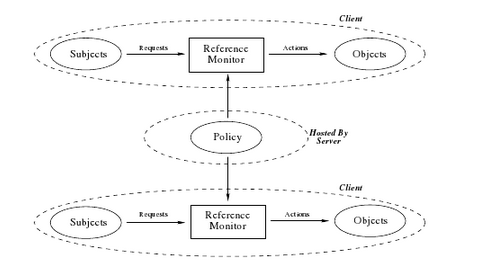 Client
Subjects
Requests
Reference
Monitor
Actions
Objects
Policy
Hosted By
Server
Client
Subjects
Requests
Reference
Monitor
Actions
Objects